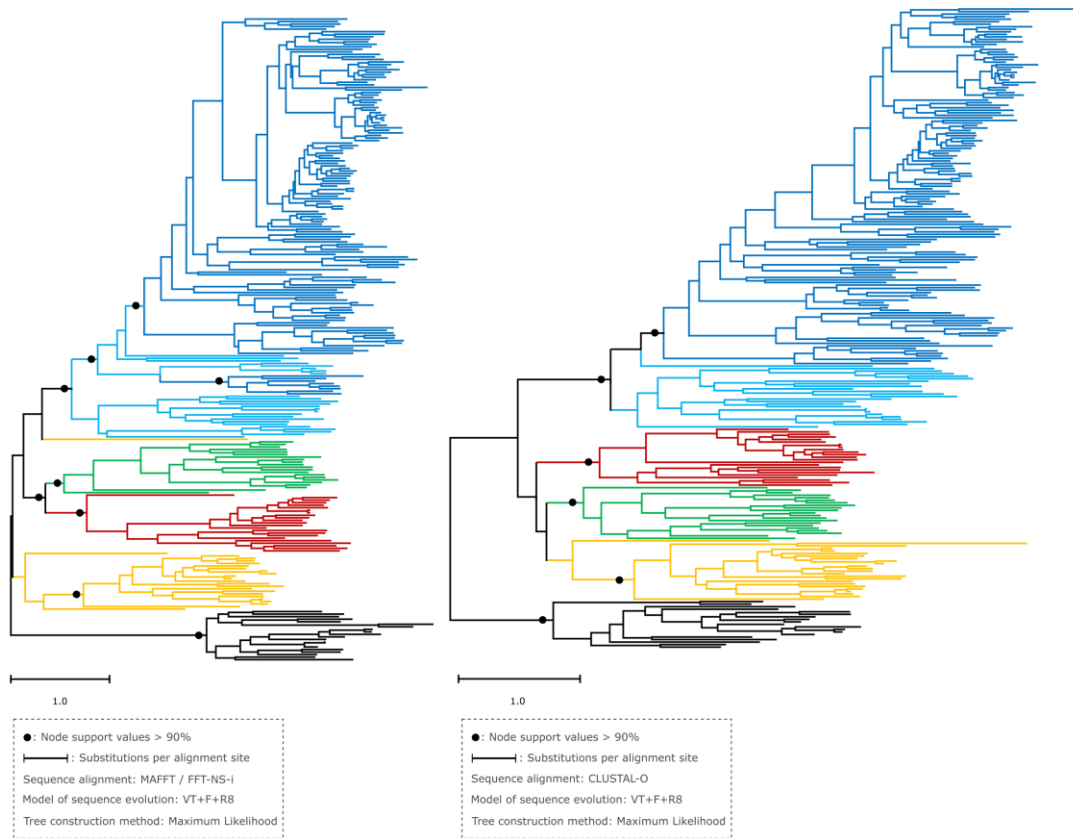 1.0
●: Node support values > 90%
: Substitutions per alignment site
Sequence alignment: MAFFT / FFT-NS-i
Model of sequence evolution: VT+F+R8
Tree construction method: Maximum Likelihood
1.0
●: Node support values > 90%
: Substitutions per alignment site
Sequence alignment: CLUSTAL-O
Model of sequence evolution: VT+F+R8
Tree construction method: Maximum Likelihood